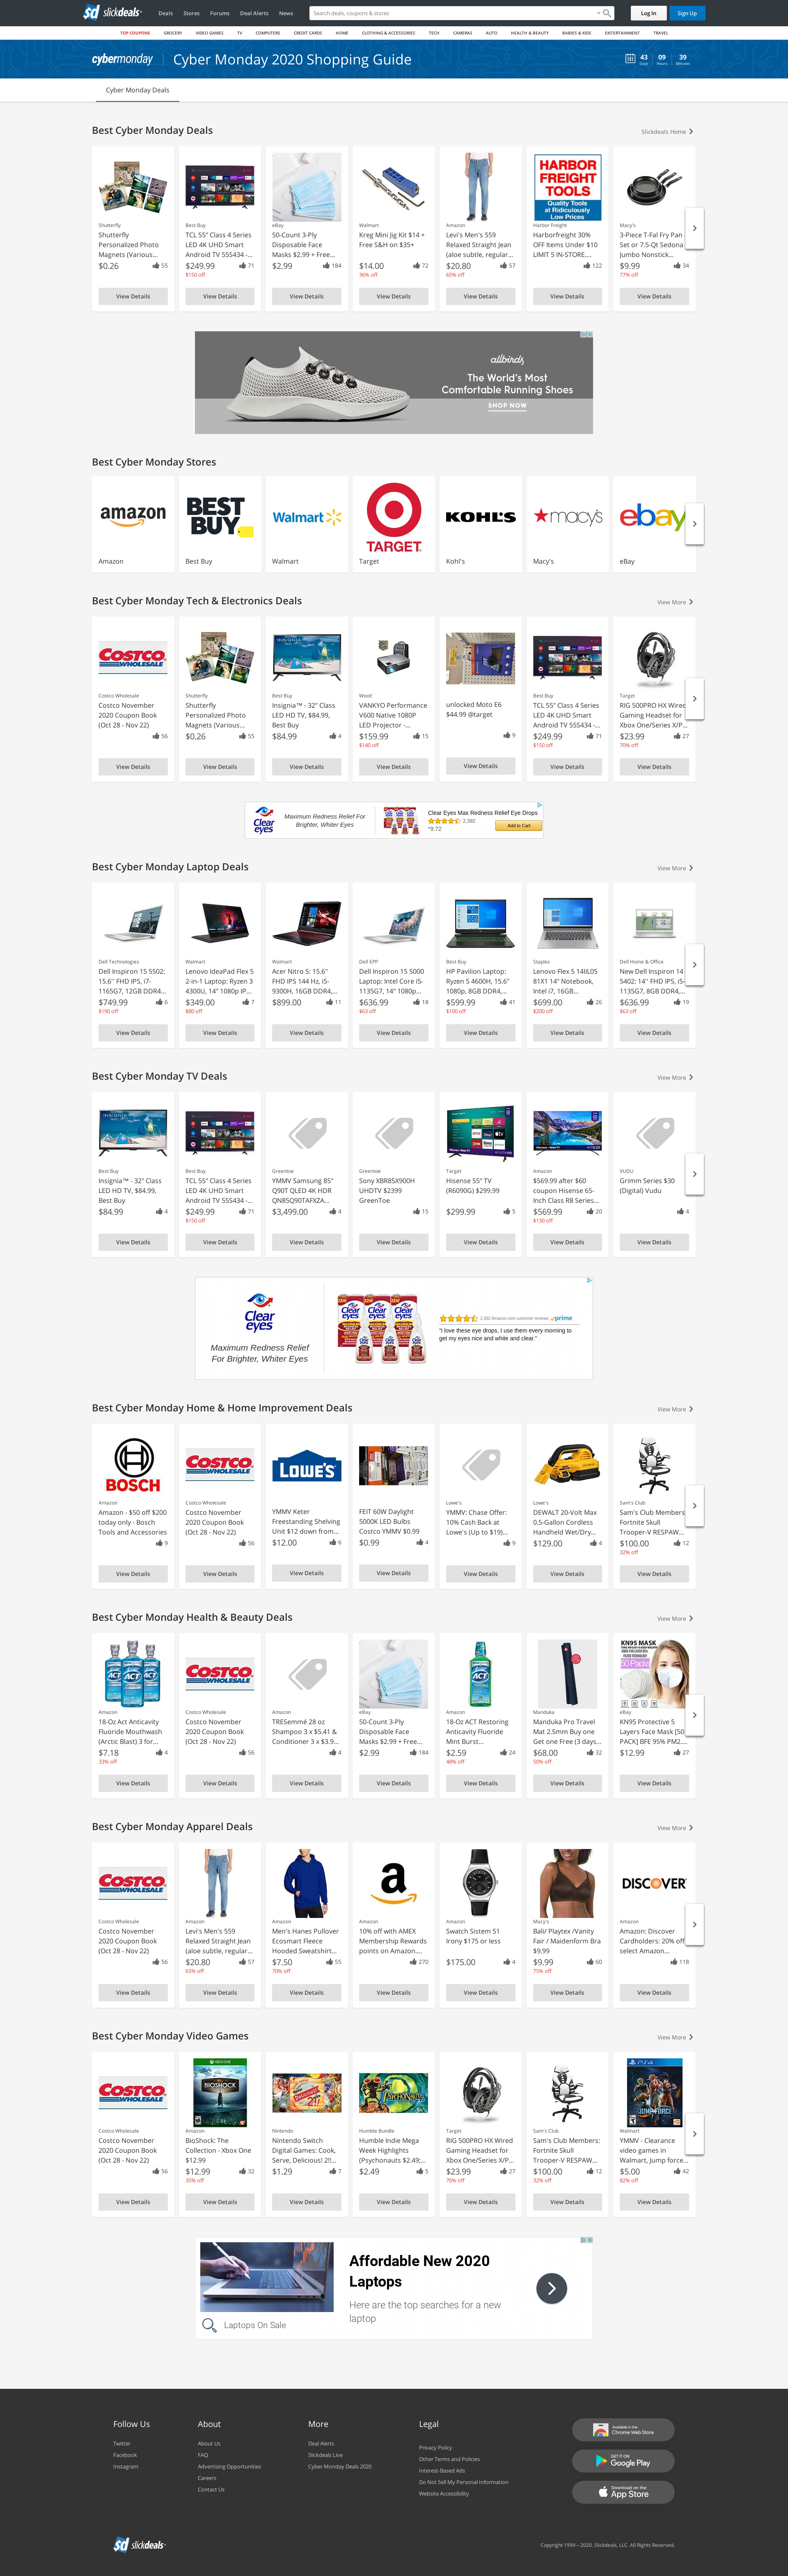 slickdeals
Deals Stores Forums Deal Alerts News
Search deals, coupons & stores
Log In Sign Up
TOP COUPONS GROCERY VIDEO GAMES TV COMPUTERS CREDIT CARDS HOME CLOTHING & ACCESSORIES TECH CAMERAS AUTO HEALTH & BEAUTY BABIES & KIDS ENTERTAINMENT TRAVEL
cybermonday Cyber Monday 2020 Shopping Guide
43 Days 09 Hours 39 Minutes
Cyber Monday Deals
Best Cyber Monday Deals
Slickdeals Home
Shutterfly
Shutterfly
Personalized Photo
Magnets (Various...
$0.26 55
View Details
Best Buy
TCL 55" Class 4 Series
LED 4K UHD Smart
Android TV 55S434 -...
$249.99 71
$150 off
View Details
eBay
50-Count 3-Ply
Disposable Face
Masks $2.99 + Free...
$2.99 184
View Details
Walmart
Kreg Mini Jig Kit $14 +
Free S&H on $35+
$14.00 72
36% off
View Details
Amazon
Levi's Men's 559
Relaxed Straight Jean
(aloe subtle, regular...
$20.80 57
65% off
View Details
HARBOR
FREIGHT
TOOLS
Quality Tools
at Ridiculously
Low Prices
Harbor Freight
Harborfreight 30%
OFF Items Under $10
LIMIT 5 IN-STORE....
122
View Details
Macy's
3-Piece T-Fal Fry Pan
Set or 7.5-Qt Sedona
Jumbo Nonstick...
$9.99 34
77% off
View Details
allbirds
The World's Most
Comfortable Running Shoes
SHOP NOW
Best Cyber Monday Stores
amazon
Amazon
BEST
BUY
Best Buy
Walmart
Walmart
TARGET
Target
KOHL'S
Kohl's
macy's
Macy's
ebay
eBay
Best Cyber Monday Tech & Electronics Deals
View More
COSTCO
WHOLESALE
Costco Wholesale
Costco November
2020 Coupon Book
(Oct 28 - Nov 22)
56
View Details
Shutterfly
Shutterfly
Personalized Photo
Magnets (Various...
$0.26 55
View Details
INSIGNIA
Best Buy
Insignia™ - 32" Class
LED HD TV, $84.99,
Best Buy
$84.99 4
View Details
Woot!
VANKYO Performance
V600 Native 1080P
LED Projector -...
$159.99 15
$140 off
View Details
unlocked Moto E6
$44.99 @target
9
View Details
Best Buy
TCL 55" Class 4 Series
LED 4K UHD Smart
Android TV 55S434 -...
$249.99 71
$150 off
View Details
Target
RIG 500PRO HX Wired
Gaming Headset for
Xbox One/Series X/P...
$23.99 27
70% off
View Details
Clear
eyes
Maximum Redness Relief For
Brighter, Whiter Eyes
Clear Eyes Max Redness Relief Eye Drops
2,392
$9.72
Add to Cart
Best Cyber Monday Laptop Deals
View More
Dell Technologies
Dell Inspiron 15 5502:
15.6'' FHD IPS, i7-
1165G7, 12GB DDR4...
$749.99 6
$190 off
View Details
Walmart
Lenovo IdeaPad Flex 5
2-in-1 Laptop: Ryzen 3
4300U, 14" 1080p IP...
$349.00 7
$80 off
View Details
Walmart
Acer Nitro 5: 15.6''
FHD IPS 144 Hz, i5-
9300H, 16GB DDR4,...
$899.00 11
View Details
Dell EPP
Dell Inspiron 15 5000
Laptop: Intel Core i5-
1135G7, 14" 1080p...
$636.99 18
$63 off
View Details
Best Buy
HP Pavilion Laptop:
Ryzen 5 4600H, 15.6"
1080p, 8GB DDR4,...
$599.99 41
$100 off
View Details
Staples
Lenovo Flex 5 14IIL05
81X1 14" Notebook,
Intel i7, 16GB...
$699.00 26
$200 off
View Details
Dell Home & Office
New Dell Inspiron 14
5402: 14'' FHD IPS, i5-
1135G7, 8GB DDR4,...
$636.99 19
$63 off
View Details
Best Cyber Monday TV Deals
View More
INSIGNIA
Best Buy
Insignia™ - 32" Class
LED HD TV, $84.99,
Best Buy
$84.99 4
View Details
Best Buy
TCL 55" Class 4 Series
LED 4K UHD Smart
Android TV 55S434 -...
$249.99 71
$150 off
View Details
Greentoe
YMMV Samsung 85"
Q90T QLED 4K HDR
QN85Q90TAFXZA...
$3,499.00 4
View Details
Greentoe
Sony XBR85X900H
UHDTV $2399
GreenToe
15
View Details
Target
Hisense 55" TV
(R6090G) $299.99
$299.99 5
View Details
Amazon
$569.99 after $60
coupon Hisense 65-
Inch Class R8 Series...
$569.99 20
$130 off
View Details
VUDU
Grimm Series $30
(Digital) Vudu
4
View Details
Clear
eyes
Maximum Redness Relief
For Brighter, Whiter Eyes
2,392 Amazon.com customer reviews prime
"I love these eye drops, I use them every morning to
get my eyes nice and white and clear."
Best Cyber Monday Home & Home Improvement Deals
View More
BOSCH
Amazon
Amazon - $50 off $200
today only - Bosch
Tools and Accessories
9
View Details
COSTCO
WHOLESALE
Costco Wholesale
Costco November
2020 Coupon Book
(Oct 28 - Nov 22)
56
View Details
LOWE'S
YMMV Keter
Freestanding Shelving
Unit $12 down from...
$12.00 6
View Details
FEIT 60W Daylight
5000K LED Bulbs
Costco YMMV $0.99
$0.99 4
View Details
Lowe's
YMMV: Chase Offer:
10% Cash Back at
Lowe's (Up to $19)...
9
View Details
Lowe's
DEWALT 20-Volt Max
0.5-Gallon Cordless
Handheld Wet/Dry...
$129.00 4
View Details
Sam's Club
Sam's Club Members:
Fortnite Skull
Trooper-V RESPAW...
$100.00 12
32% off
View Details
Best Cyber Monday Health & Beauty Deals
View More
ACT
Amazon
18-Oz Act Anticavity
Fluoride Mouthwash
(Arctic Blast) 3 for...
$7.18 4
33% off
View Details
COSTCO
WHOLESALE
Costco Wholesale
Costco November
2020 Coupon Book
(Oct 28 - Nov 22)
56
View Details
Amazon
TRESemmé 28 oz
Shampoo 3 x $5.41 &
Conditioner 3 x $3.9...
4
View Details
eBay
50-Count 3-Ply
Disposable Face
Masks $2.99 + Free...
$2.99 184
View Details
ACT
Amazon
18-Oz ACT Restoring
Anticavity Fluoride
Mint Burst...
$2.59 24
48% off
View Details
Manduka
Manduka Pro Travel
Mat 2.5mm Buy one
Get one Free (3 days...
$68.00 32
50% off
View Details
KN95 MASK
eBay
KN95 Protective 5
Layers Face Mask [50
PACK] BFE 95% PM2....
$12.99 27
View Details
Best Cyber Monday Apparel Deals
View More
COSTCO
WHOLESALE
Costco Wholesale
Costco November
2020 Coupon Book
(Oct 28 - Nov 22)
56
View Details
Amazon
Levi's Men's 559
Relaxed Straight Jean
(aloe subtle, regular...
$20.80 57
65% off
View Details
Amazon
Men's Hanes Pullover
Ecosmart Fleece
Hooded Sweatshirt...
$7.50 55
70% off
View Details
a
Amazon
10% off with AMEX
Membership Rewards
points on Amazon....
270
View Details
Amazon
Swatch Sistem 51
Irony $175 or less
$175.00 4
View Details
Macy's
Bali/ Playtex /Vanity
Fair / Maidenform Bra
$9.99
$9.99 60
75% off
View Details
DISCOVER
Amazon
Amazon: Discover
Cardholders: 20% off
select Amazon...
118
View Details
Best Cyber Monday Video Games
View More
COSTCO
WHOLESALE
Costco Wholesale
Costco November
2020 Coupon Book
(Oct 28 - Nov 22)
56
View Details
BIOSHOCK
Amazon
BioShock: The
Collection - Xbox One
$12.99
$12.99 32
35% off
View Details
Nintendo
Nintendo Switch
Digital Games: Cook,
Serve, Delicious! 2!!...
$1.29 7
View Details
PSYCHONAUTS
Humble Bundle
Humble Indie Mega
Week Highlights
(Psychonauts $2.49;...
$2.49 5
View Details
Target
RIG 500PRO HX Wired
Gaming Headset for
Xbox One/Series X/P...
$23.99 27
70% off
View Details
Sam's Club
Sam's Club Members:
Fortnite Skull
Trooper-V RESPAW...
$100.00 12
32% off
View Details
PS4
JUMP FORCE
Walmart
YMMV - Clearance
video games in
Walmart, Jump force...
$5.00 42
82% off
View Details
Affordable New 2020
Laptops
Here are the top searches for a new
laptop
Laptops On Sale
Follow Us
Twitter
Facebook
Instagram
About
About Us
FAQ
Advertising Opportunities
Careers
Contact Us
More
Deal Alerts
Slickdeals Live
Cyber Monday Deals 2020
Legal
Privacy Policy
Other Terms and Policies
Interest-Based Ads
Do Not Sell My Personal Information
Website Accessibility
Available in the
Chrome Web Store
GET IT ON
Google Play
Download on the
App Store
slickdeals
Copyright 1999 – 2020. Slickdeals, LLC. All Rights Reserved.